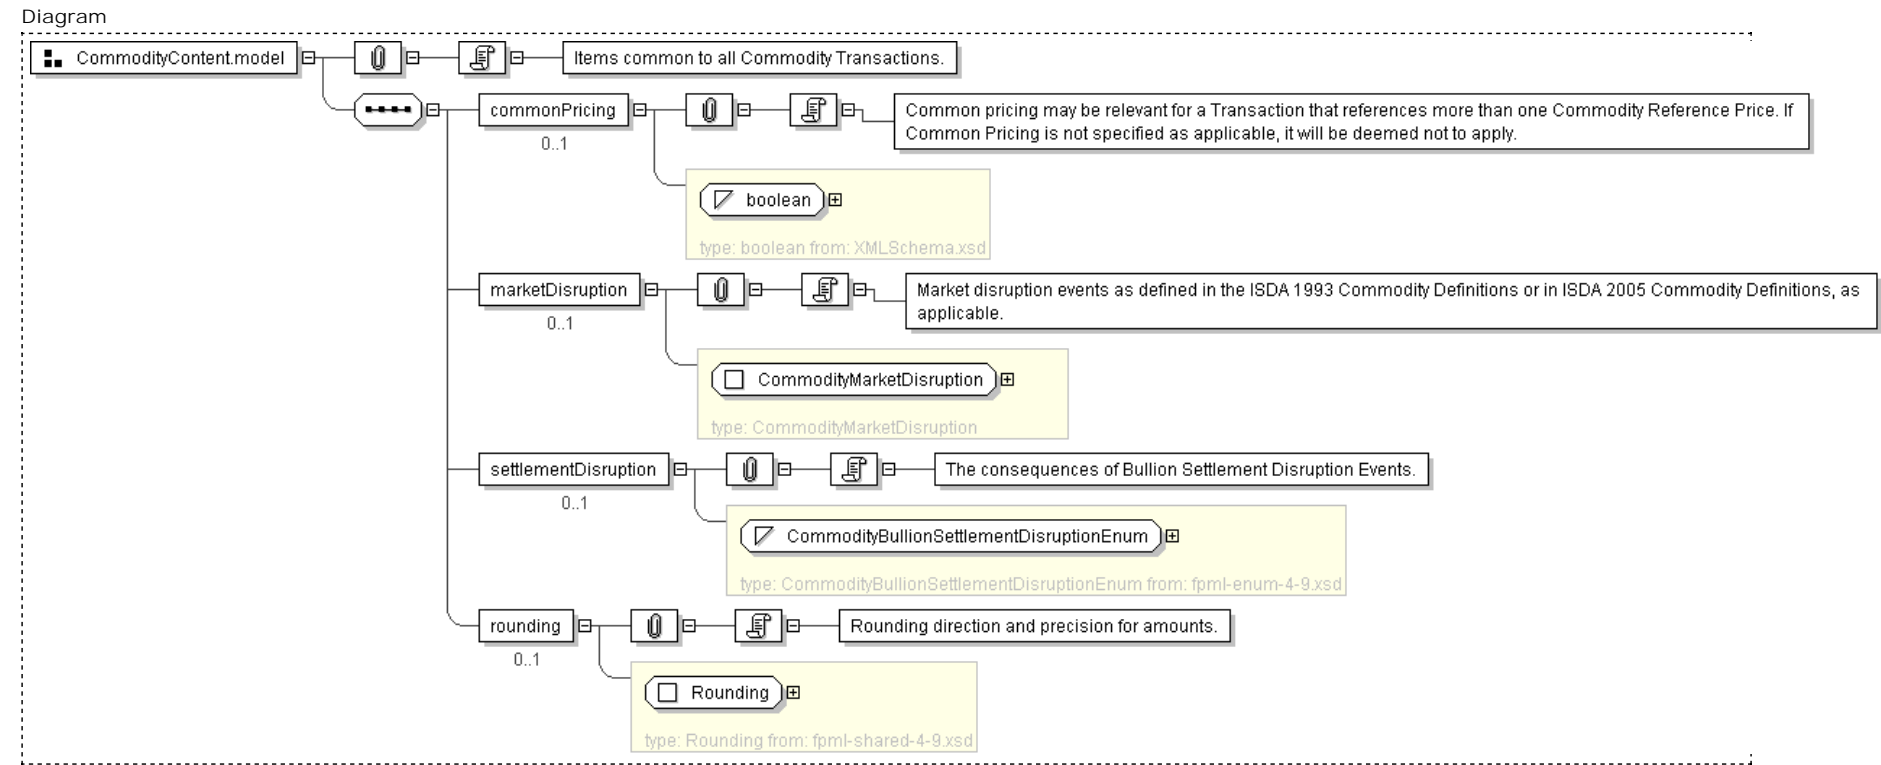 Diagram
CommodityContent.model
Items common to all Commodity Transactions.
commonPricing
0..1
Common pricing may be relevant for a Transaction that references more than one Commodity Reference Price. If
Common Pricing is not specified as applicable, it will be deemed not to apply.
boolean
type: boolean from: XMLSchema.xsd
marketDisruption
0..1
Market disruption events as defined in the ISDA 1993 Commodity Definitions or in ISDA 2005 Commodity Definitions, as
applicable.
CommodityMarketDisruption
type: CommodityMarketDisruption
settlementDisruption
0..1
The consequences of Bullion Settlement Disruption Events.
CommodityBullionSettlementDisruptionEnum
type: CommodityBullionSettlementDisruptionEnum from: fpml-enum-4-9.xsd
rounding
0..1
Rounding direction and precision for amounts.
Rounding
type: Rounding from: fpml-shared-4-9.xsd